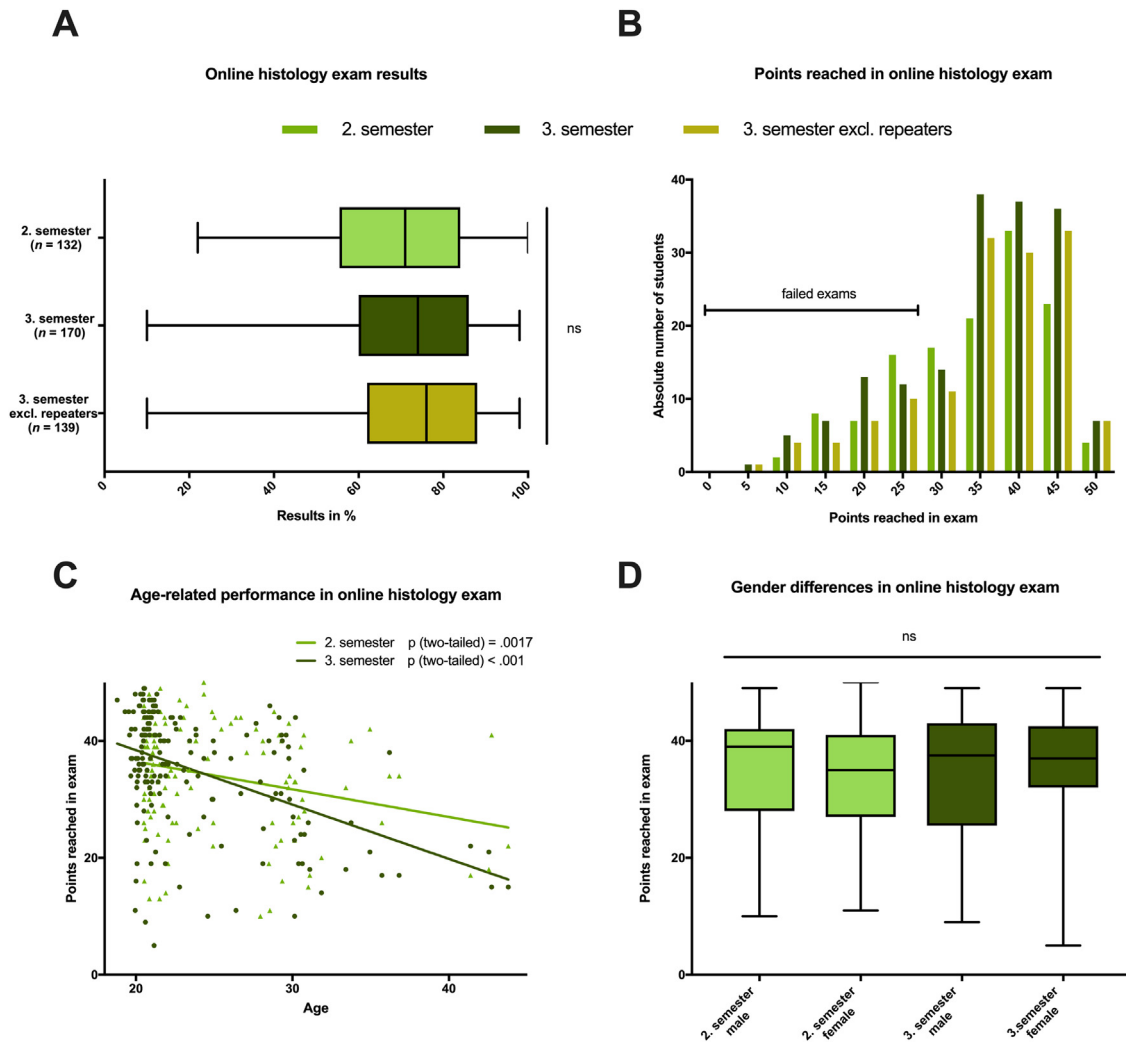 A
Online histology exam results
B
Points reached in online histology exam
2. semester
3. semester
3. semester excl. repeaters
2. semester
(n = 132)
3. semester
(n = 170)
3. semester
excl. repeaters
(n = 139)
ns
0
20
40
60
80
100
Results in %
Absolute number of students
40
30
20
10
0
failed exams
0
5
10
15
20
25
30
35
40
45
50
Points reached in exam
C
Age-related performance in online histology exam
2. semester p (two-tailed) = .0017
3. semester p (two-tailed) < .001
Points reached in exam
40
20
0
20
30
40
Age
D
Gender differences in online histology exam
ns
Points reached in exam
40
20
0
2. semester
male
2. semester
female
3. semester
male
3.semester
female